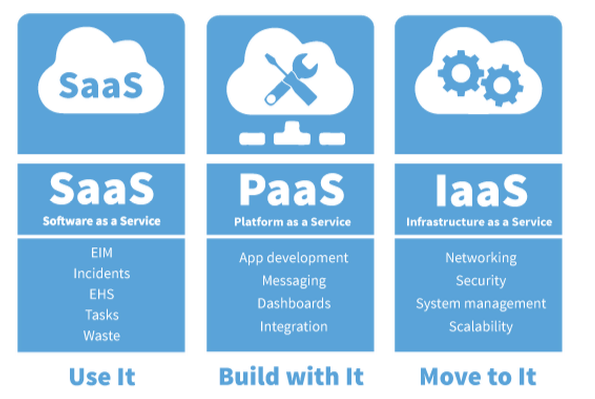 SaaS
SaaS
Software as a Service
EIM
Incidents
EHS
Tasks
Waste
Use It
PaaS
Platform as a Service
App development
Messaging
Dashboards
Integration
Build with It
IaaS
Infrastructure as a Service
Networking
Security
System management
Scalability
Move to It